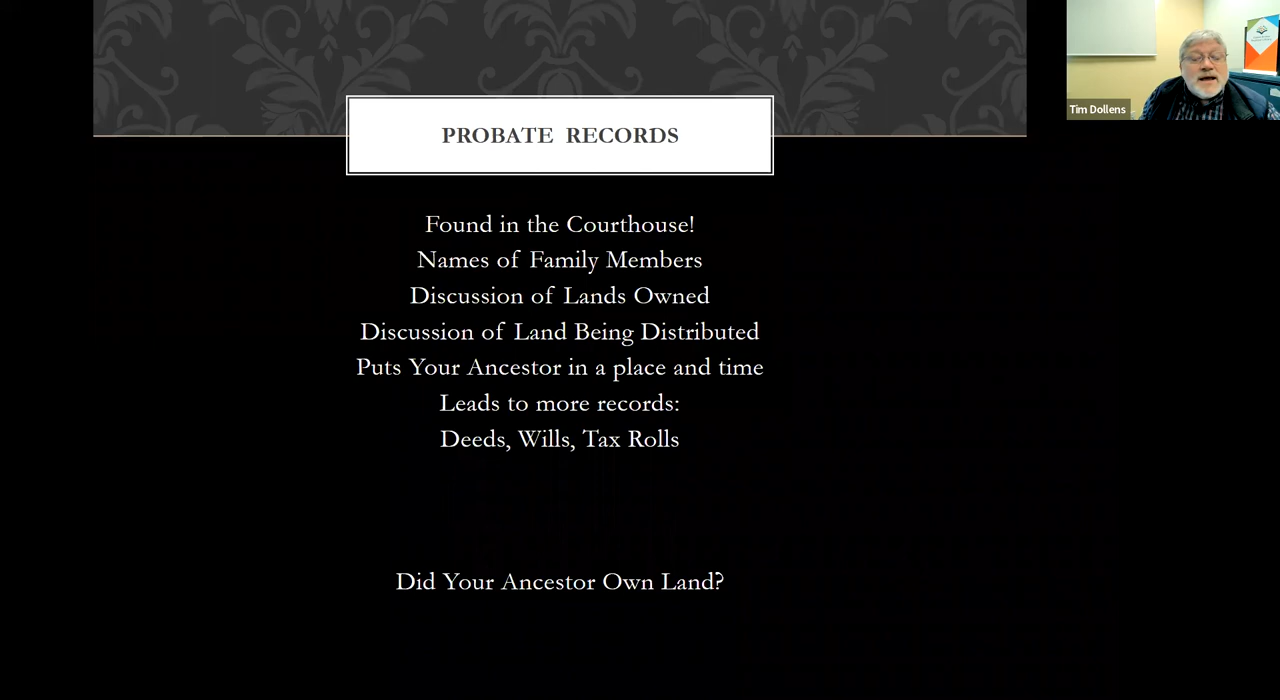 PROBATE RECORDS
Found in the Courthouse!
Names of Family Members
Discussion of Lands Owned
Discussion of Land Being Distributed
Puts Your Ancestor in a place and time
Leads to more records:
Deeds, Wills, Tax Rolls
Did Your Ancestor Own Land?
Tim Dollens